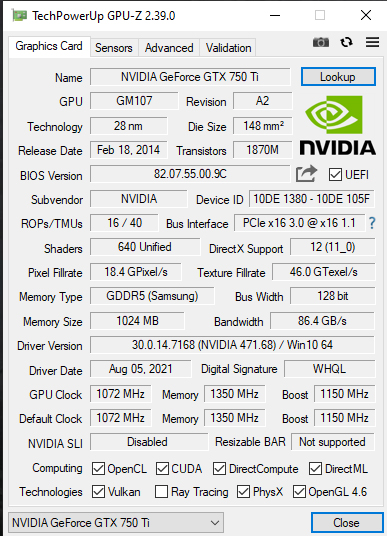 TechPowerUp GPU-Z 2.39.0
Graphics Card Sensors Advanced Validation
Name NVIDIA GeForce GTX 750 Ti Lookup
GPU GM107 Revision A2
Technology 28 nm Die Size 148 mm²
Release Date Feb 18, 2014 Transistors 1870M
NVIDIA
BIOS Version 82.07.55.00.9C UEFI
Subvendor NVIDIA Device ID 10DE 1380 - 10DE 105F
ROPs/TMUs 16 / 40 Bus Interface PCIe x16 3.0 @ x16 1.1 ?
Shaders 640 Unified DirectX Support 12 (11_0)
Pixel Fillrate 18.4 GPixel/s Texture Fillrate 46.0 GTexel/s
Memory Type GDDR5 (Samsung) Bus Width 128 bit
Memory Size 1024 MB Bandwidth 86.4 GB/s
Driver Version 30.0.14.7168 (NVIDIA 471.68) / Win10 64
Driver Date Aug 05, 2021 Digital Signature WHQL
GPU Clock 1072 MHz Memory 1350 MHz Boost 1150 MHz
Default Clock 1072 MHz Memory 1350 MHz Boost 1150 MHz
NVIDIA SLI Disabled Resizable BAR Not supported
Computing OpenCL CUDA DirectCompute DirectML
Technologies Vulkan Ray Tracing PhysX OpenGL 4.6
NVIDIA GeForce GTX 750 Ti Close